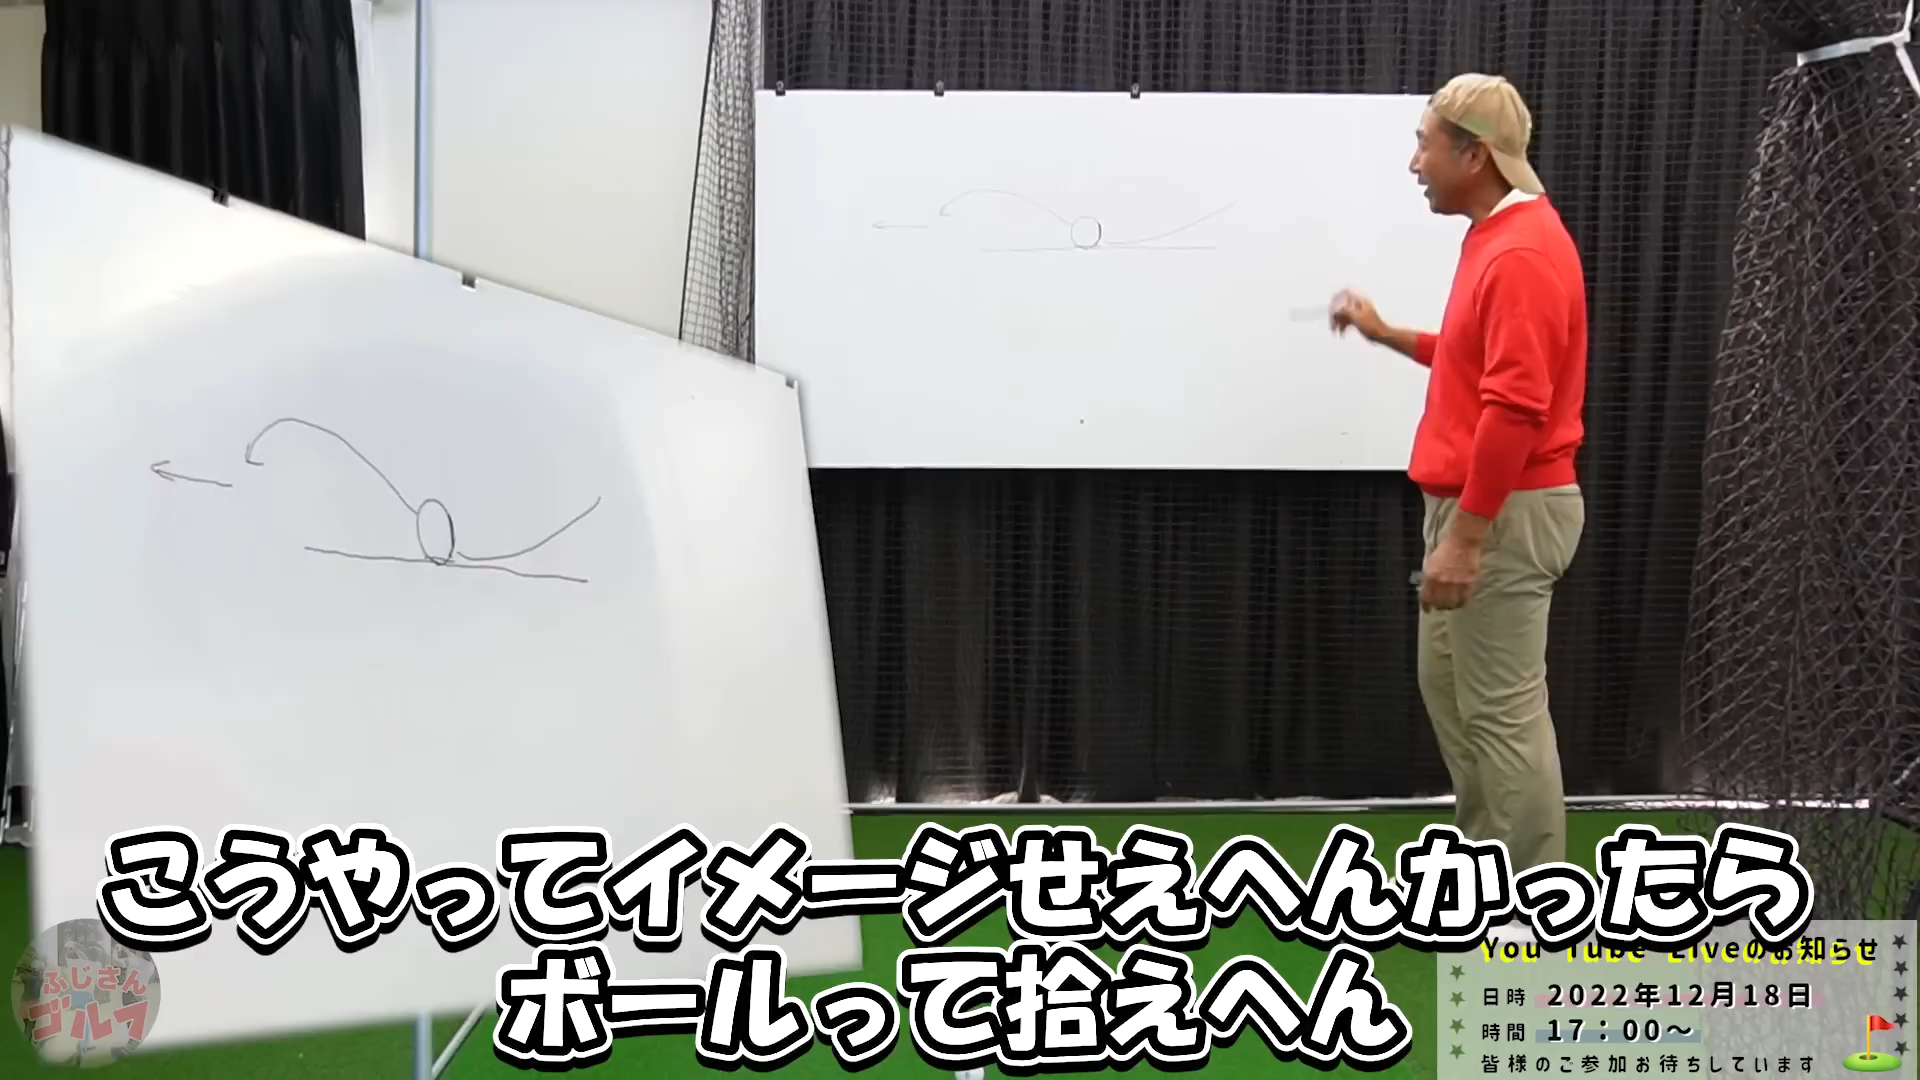 こうやってイメージせえへんかったら
ボールって拾えへん
ふじさん
ゴルフ
You Tube Liveのお知らせ
日時 2022年12月18日
時間 17：00～
皆様のご参加お待ちしています